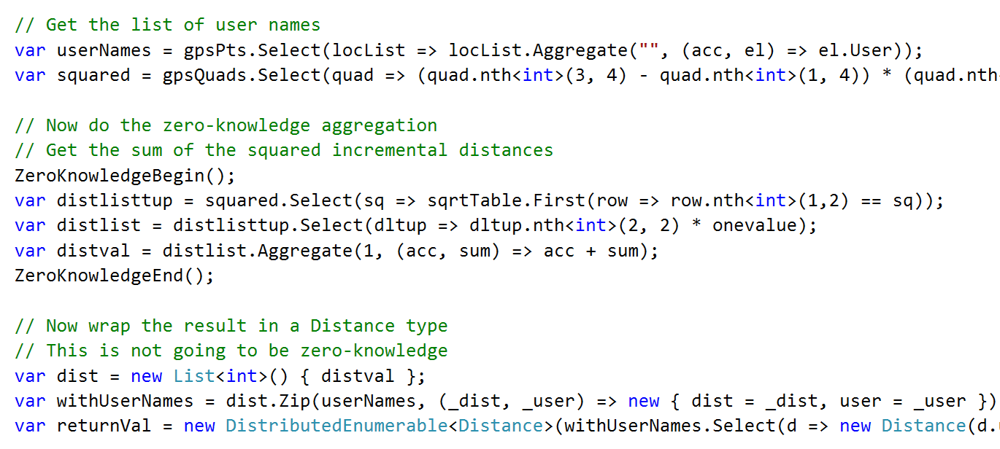 // Get the list of user names
var userNames = gpsPts.Select(locList => locList.Aggregate("", (acc, el) => el.User));
var squared = gpsQuads.Select(quad => (quad.nth<int>(3, 4) - quad.nth<int>(1, 4)) * (quad.nth
// Now do the zero-knowledge aggregation
// Get the sum of the squared incremental distances
ZeroKnowledgeBegin();
var distlisttup = squared.Select(sq => sqrtTable.First(row => row.nth<int>(1,2) == sq));
var distlist = distlisttup.Select(dltup => dltup.nth<int>(2, 2) * onevalue);
var distval = distlist.Aggregate(1, (acc, sum) => acc + sum);
ZeroKnowledgeEnd();
// Now wrap the result in a Distance type
// This is not going to be zero-knowledge
var dist = new List<int>() { distval };
var withUserNames = dist.Zip(userNames, (_dist, _user) => new { dist = _dist, user = _user })
var returnVal = new DistributedEnumerable<Distance>(withUserNames.Select(d => new Distance(d.